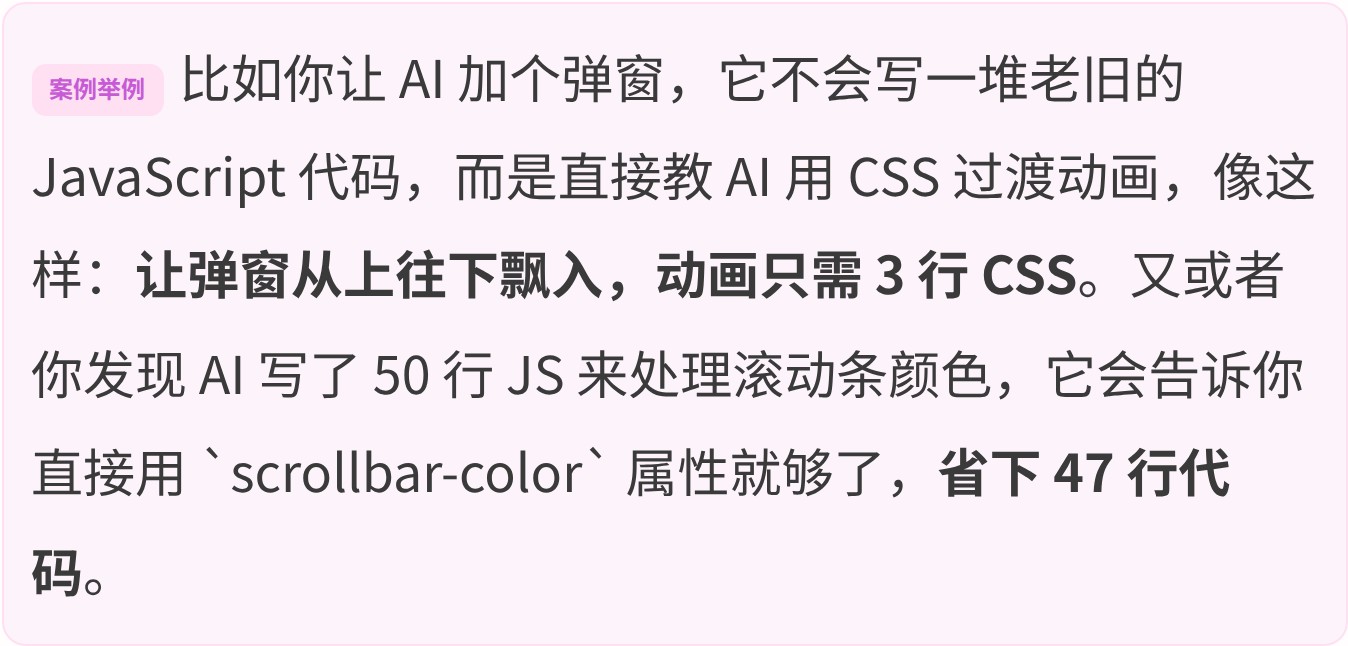 案例举例 比如你让 AI 加个弹窗，它不会写一堆老旧的
JavaScript 代码，而是直接教 AI 用 CSS 过渡动画，像这
样：让弹窗从上往下飘入，动画只需 3 行 CSS。又或者
你发现 AI 写了 50 行 JS 来处理滚动条颜色，它会告诉你
直接用 `scrollbar-color` 属性就够了，省下 47 行代
码。